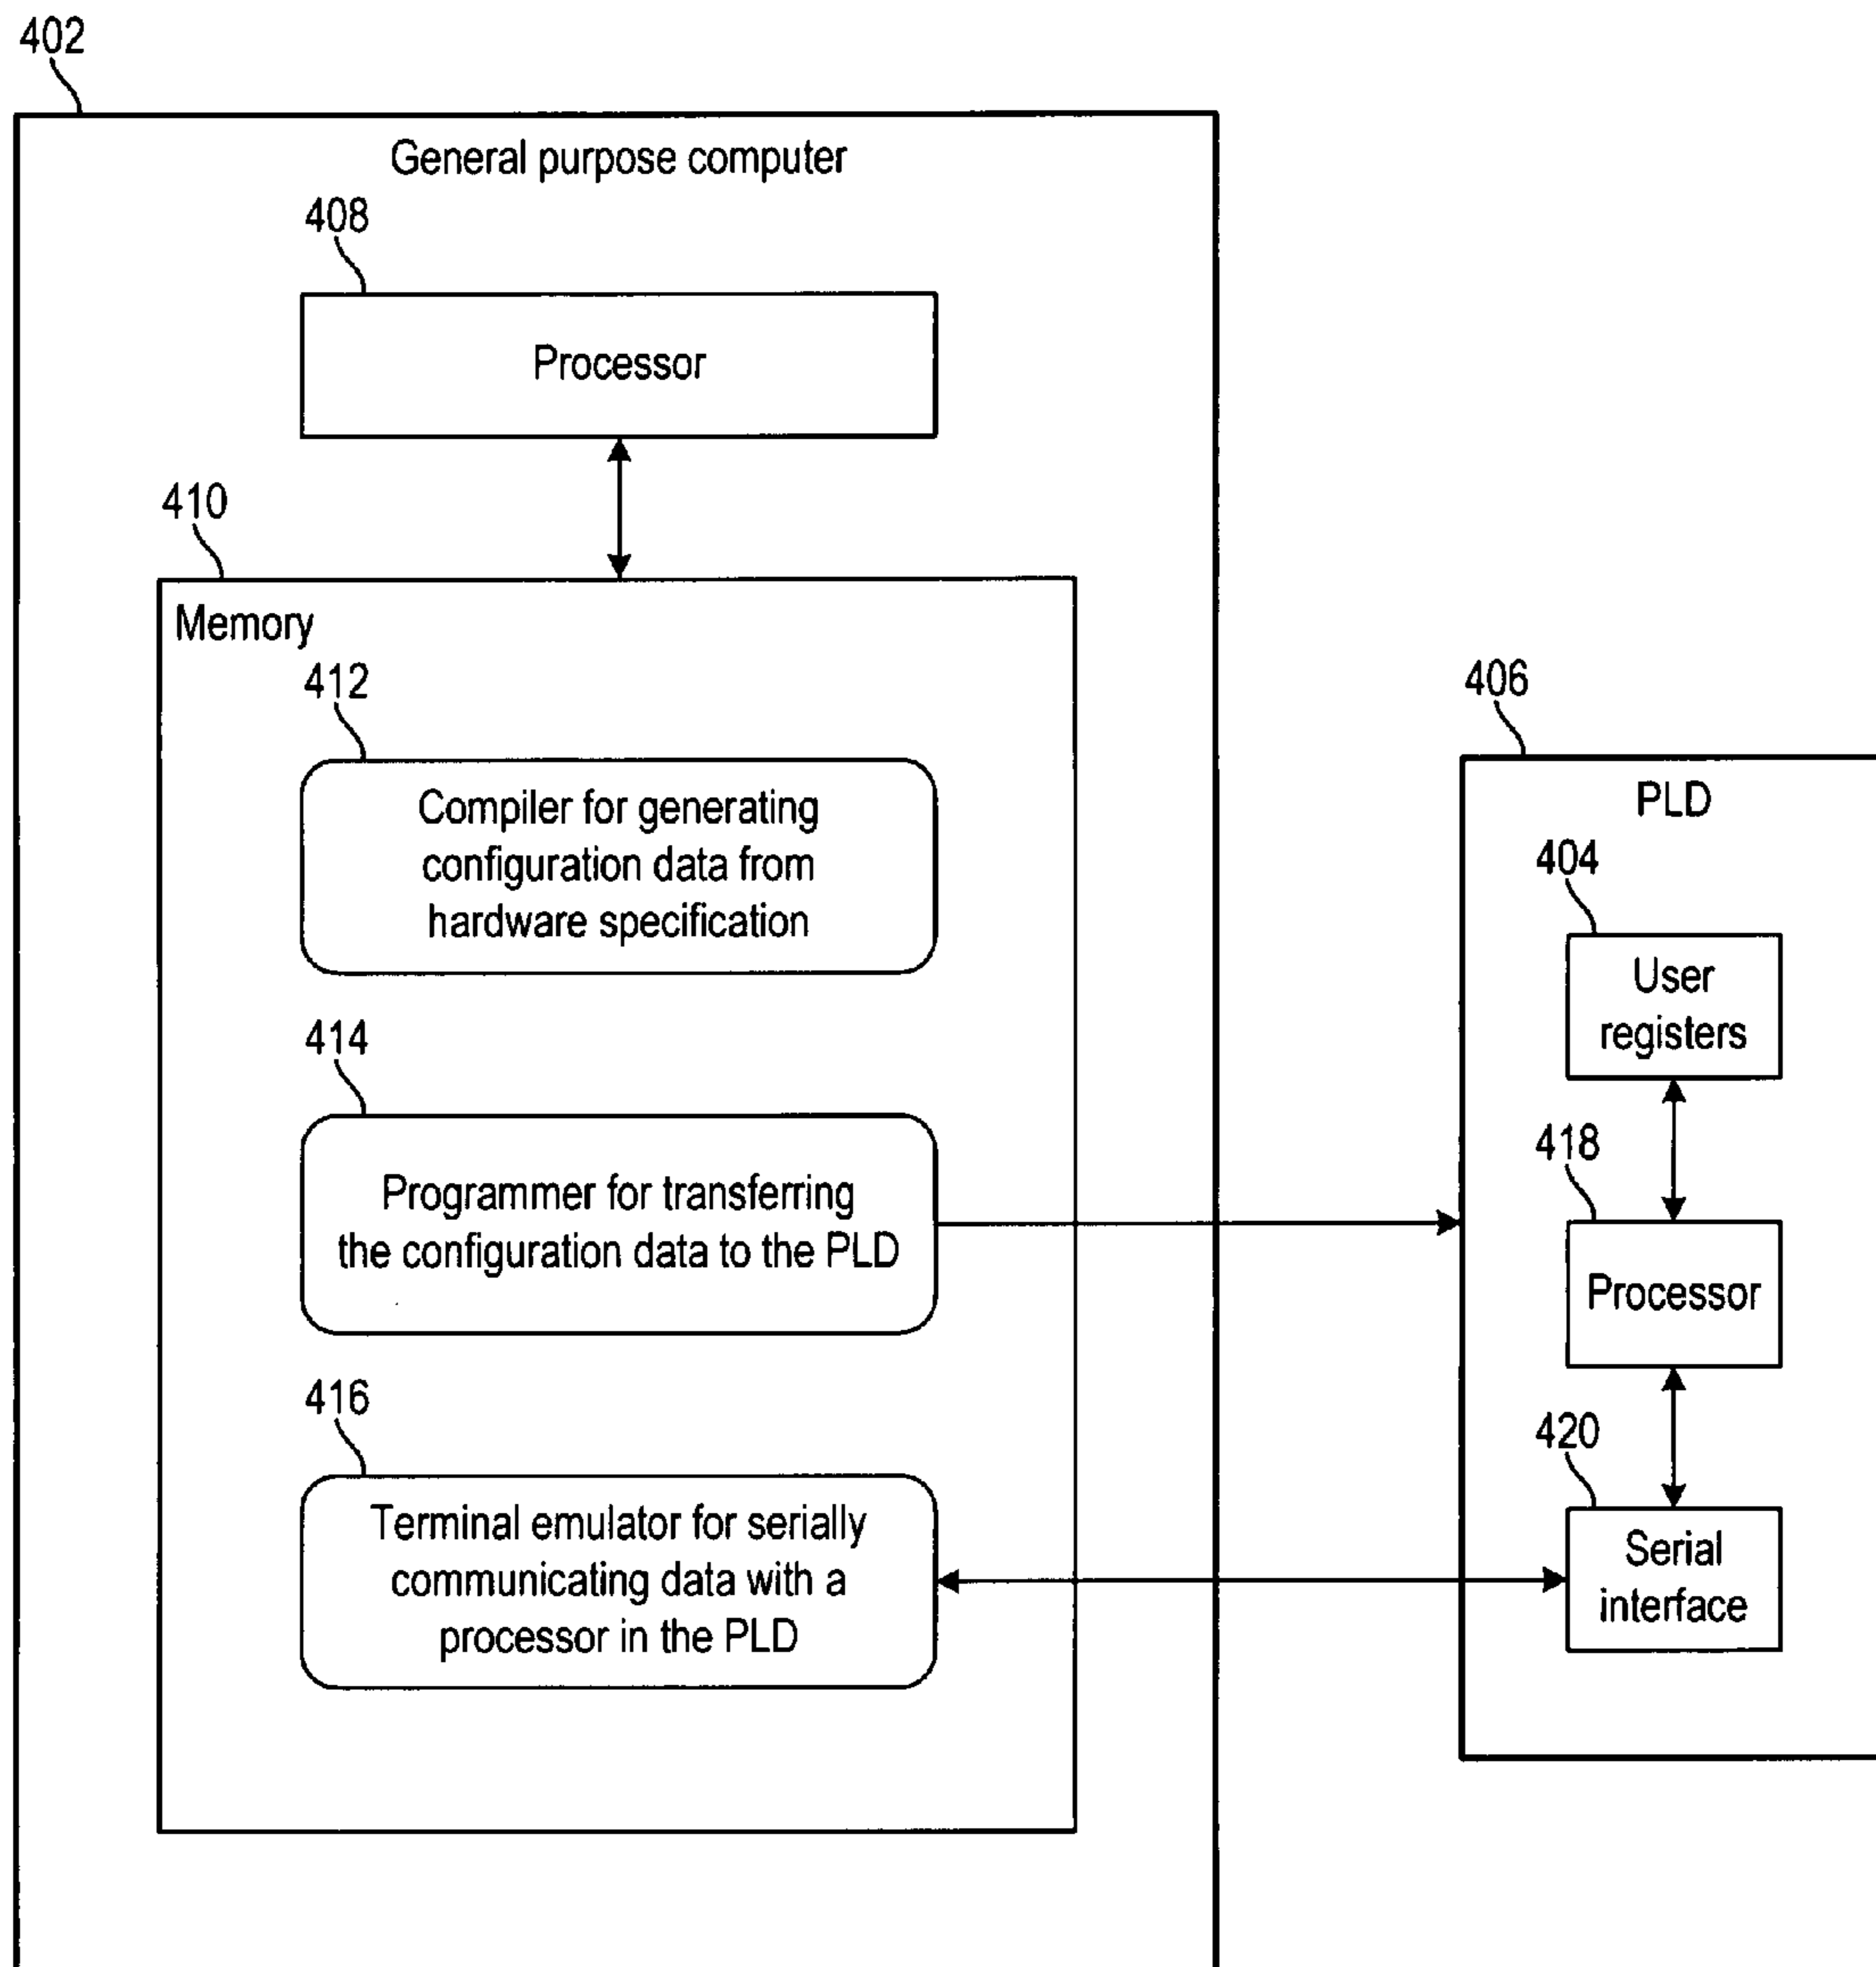 402
General purpose computer
408
Processor
410
Memory
412
Compiler for generating
configuration data from
hardware specification
414
Programmer for transferring
the configuration data to the PLD
416
Terminal emulator for serially
communicating data with a
processor in the PLD
406
PLD
404
User
registers
418
Processor
420
Serial
interface